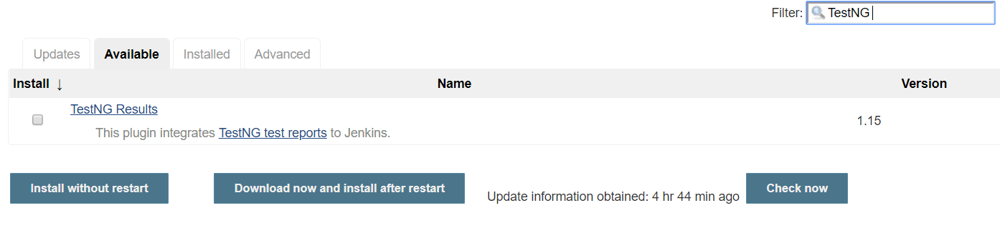 Filter: TestNG
Updates Available Installed Advanced
Install ↓ Name Version
TestNG Results
This plugin integrates TestNG test reports to Jenkins.
1.15
Install without restart Download now and install after restart Update information obtained: 4 hr 44 min ago Check now